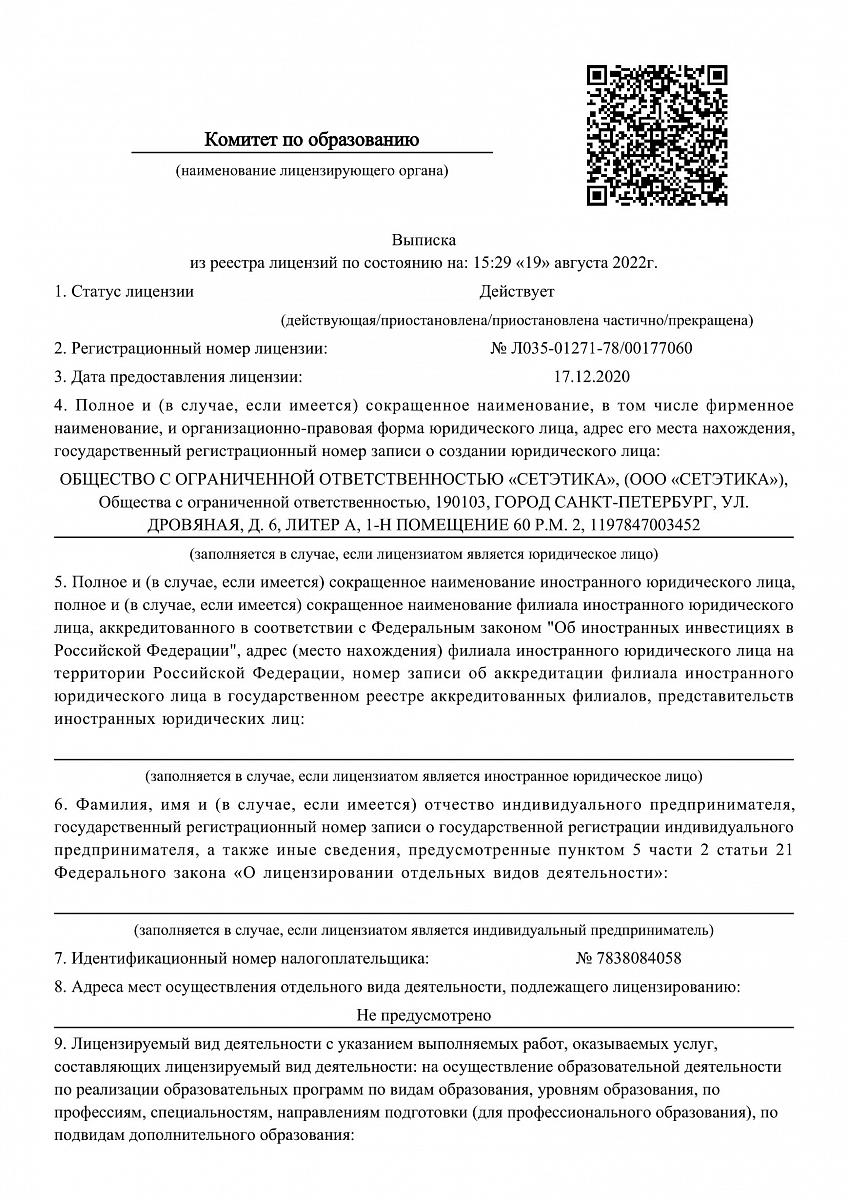 Комитет по образованию
(наименование лицензирующего органа)
Выписка
из реестра лицензий по состоянию на: 15:29 «19» августа 2022г.
1. Статус лицензии Действует
(действующая/приостановлена/приостановлена частично/прекращена)
2. Регистрационный номер лицензии: № Л035-01271-78/00177060
3. Дата предоставления лицензии: 17.12.2020
4. Полное и (в случае, если имеется) сокращенное наименование, в том числе фирменное
наименование, и организационно-правовая форма юридического лица, адрес его места нахождения,
государственный регистрационный номер записи о создании юридического лица:
ОБЩЕСТВО С ОГРАНИЧЕННОЙ ОТВЕТСТВЕННОСТЬЮ «СЕТЭТИКА», (ООО «СЕТЭТИКА»),
Общества с ограниченной ответственностью, 190103, ГОРОД САНКТ-ПЕТЕРБУРГ, УЛ.
ДРОВЯНАЯ, Д. 6, ЛИТЕР А, 1-Н ПОМЕЩЕНИЕ 60 Р.М. 2, 1197847003452
(заполняется в случае, если лицензиатом является юридическое лицо)
5. Полное и (в случае, если имеется) сокращенное наименование иностранного юридического лица,
полное и (в случае, если имеется) сокращенное наименование филиала иностранного юридического
лица, аккредитованного в соответствии с Федеральным законом "Об иностранных инвестициях в
Российской Федерации", адрес (место нахождения) филиала иностранного юридического лица на
территории Российской Федерации, номер записи об аккредитации филиала иностранного
юридического лица в государственном реестре аккредитованных филиалов, представительств
иностранных юридических лиц:
(заполняется в случае, если лицензиатом является иностранное юридическое лицо)
6. Фамилия, имя и (в случае, если имеется) отчество индивидуального предпринимателя,
государственный регистрационный номер записи о государственной регистрации индивидуального
предпринимателя, а также иные сведения, предусмотренные пунктом 5 части 2 статьи 21
Федерального закона «О лицензировании отдельных видов деятельности»:
(заполняется в случае, если лицензиатом является индивидуальный предприниматель)
7. Идентификационный номер налогоплательщика: № 7838084058
8. Адреса мест осуществления отдельного вида деятельности, подлежащего лицензированию:
Не предусмотрено
9. Лицензируемый вид деятельности с указанием выполняемых работ, оказываемых услуг,
составляющих лицензируемый вид деятельности: на осуществление образовательной деятельности
по реализации образовательных программ по видам образования, уровням образования, по
профессиям, специальностям, направлениям подготовки (для профессионального образования), по
подвидам дополнительного образования: